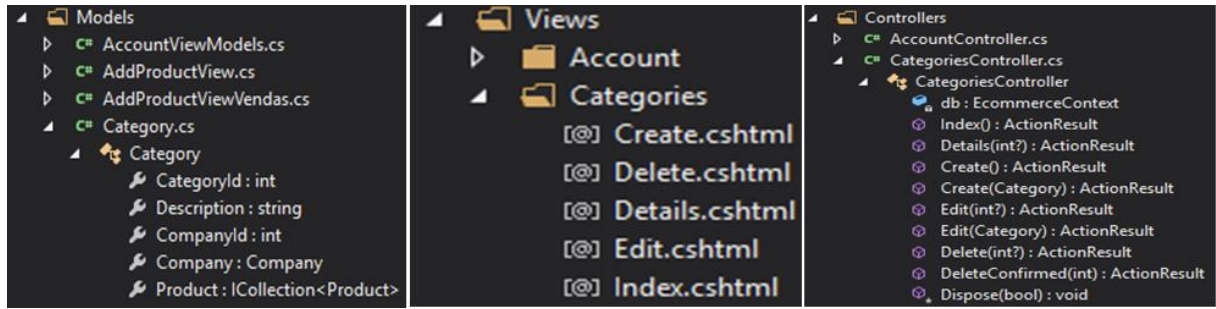 Models
C# AccountViewModels.cs
C# AddProductView.cs
C# AddProductViewVendas.cs
C# Category.cs
Category
CategoryId : int
Description : string
CompanyId : int
Company : Company
Product : ICollection<Product>
Views
Account
Categories
[@] Create.cshtml
[@] Delete.cshtml
[@] Details.cshtml
[@] Edit.cshtml
[@] Index.cshtml
Controllers
C# AccountController.cs
C# CategoriesController.cs
CategoriesController
db : EcommerceContext
Index() : ActionResult
Details(int?) : ActionResult
Create() : ActionResult
Create(Category) : ActionResult
Edit(int?) : ActionResult
Edit(Category) : ActionResult
Delete(int?) : ActionResult
DeleteConfirmed(int) : ActionResult
Dispose(bool) : void